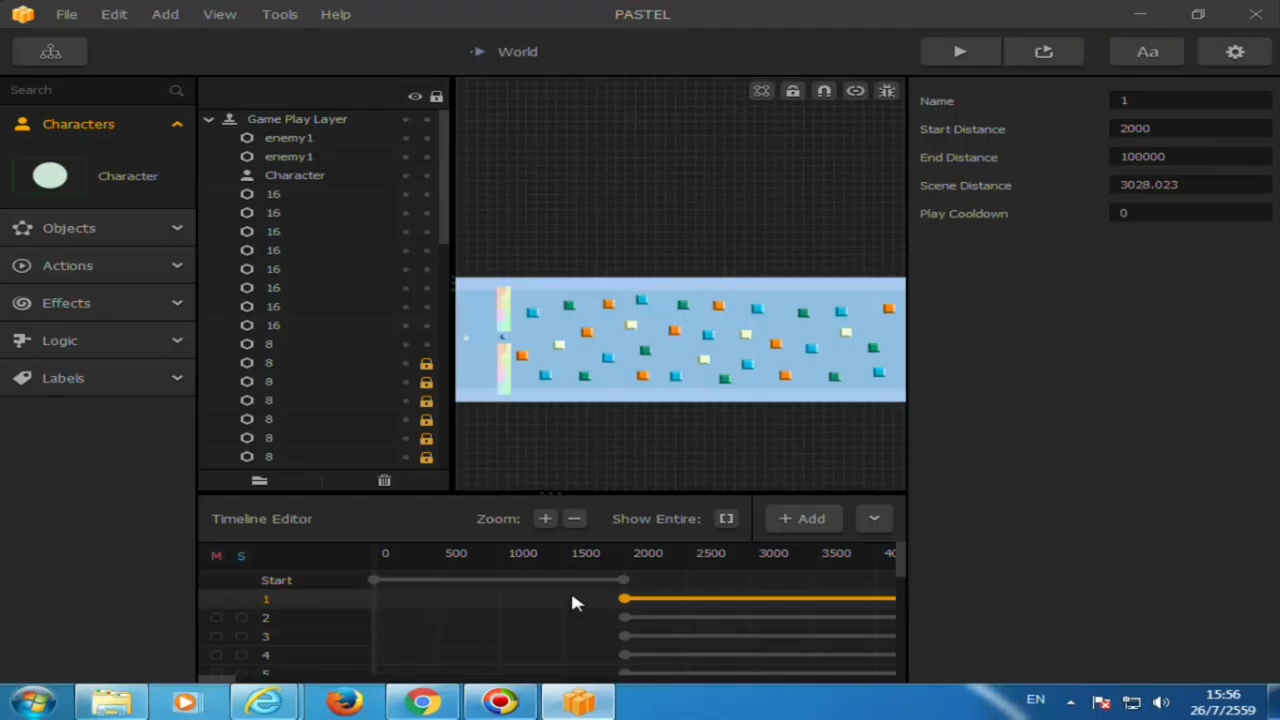 File Edit View Add Tools Help PASTEL
World
Aa
Search
Characters
Character
Objects
Actions
Effects
Logic
Labels
Game Play Layer
enemy1
enemy1
Character
16
16
16
16
16
16
16
16
8
8
8
8
8
8
8
Name 1
Start Distance 2000
End Distance 100000
Scene Distance 3028.023
Play Cooldown 0
Timeline Editor Zoom: Show Entire: + Add
M S 0 500 1000 1500 2000 2500 3000 3500
Start
1
2
3
4
5
EN
15:56
26/7/2559